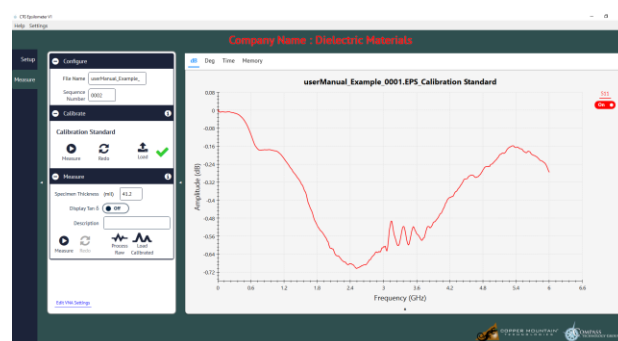 CTE Epsilometer V1
Help Settings
Company Name : Dielectric Materials
Setup
Measure
Configure
File Name userManual_Example_
Sequence Number 0002
Calibrate
Calibration Standard
Measure Redo Load
Measure
Specimen Thickness (mil) 41.2
Display Tan δ Off
Description
Measure Redo Process Raw Load Calibrated
Edit VNA Settings
dB Deg Time Memory
userManual_Example_0001.EPS_Calibration Standard
S11
On
Amplitude (dB)
0.08
0
-0.08
-0.16
-0.24
-0.32
-0.4
-0.48
-0.56
-0.64
-0.72
0 0.6 1.2 1.8 2.4 3 3.6 4.2 4.8 5.4 6 6.6
Frequency (GHz)
COPPER MOUNTAIN
TECHNOLOGIES
COMPASS